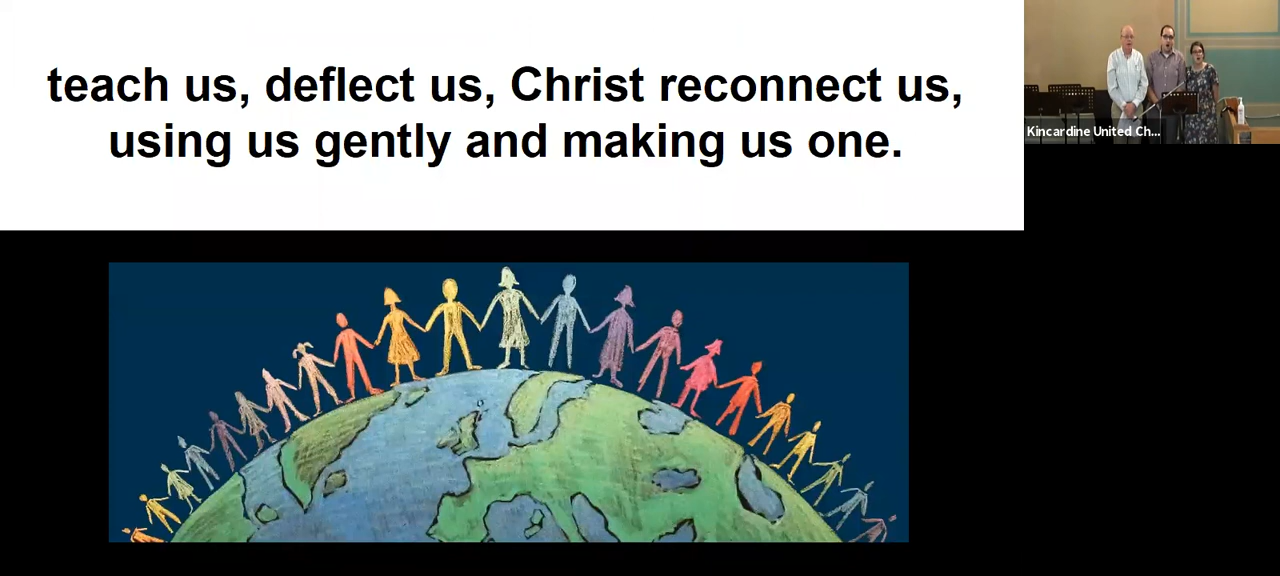 teach us, deflect us, Christ reconnect us,
using us gently and making us one.
Kincardine United Ch...